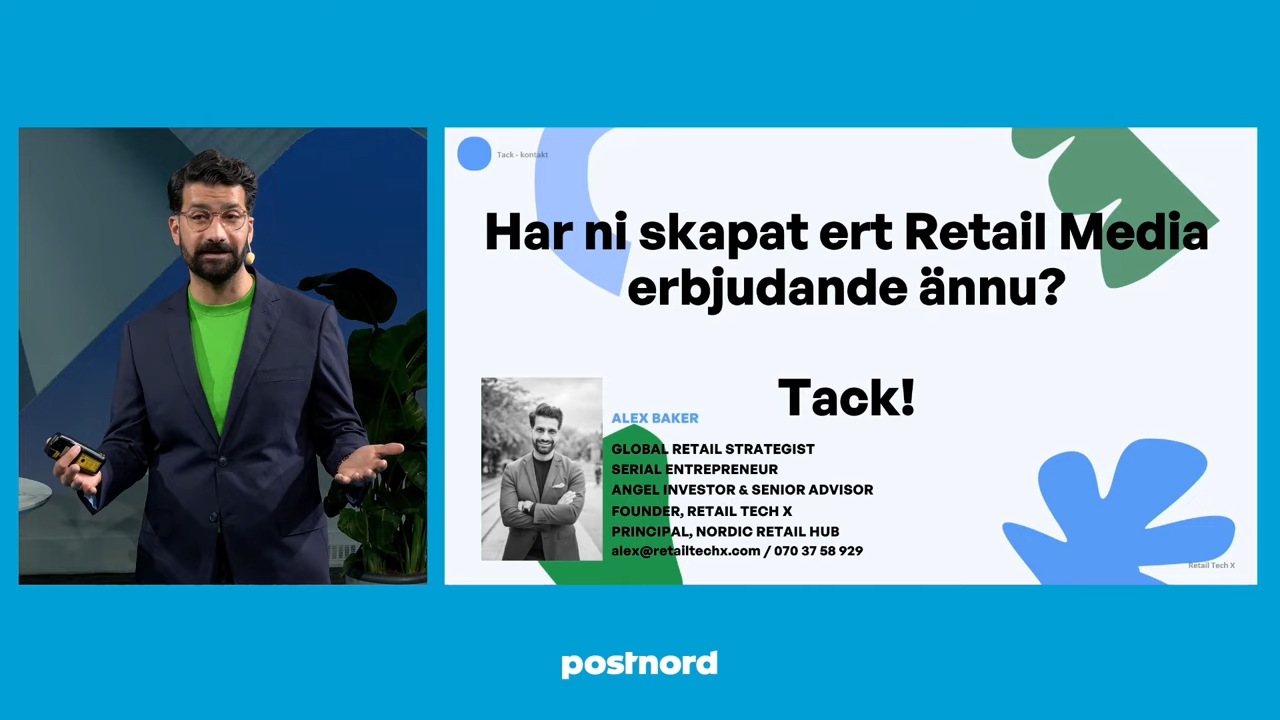 Tack - kontakt
Har ni skapat ert Retail Media
erbjudande ännu?
Tack!
ALEX BAKER
GLOBAL RETAIL STRATEGIST
SERIAL ENTREPRENEUR
ANGEL INVESTOR & SENIOR ADVISOR
FOUNDER, RETAIL TECH X
PRINCIPAL, NORDIC RETAIL HUB
alex@retailtechx.com / 070 37 58 929
Retail Tech X
postnord